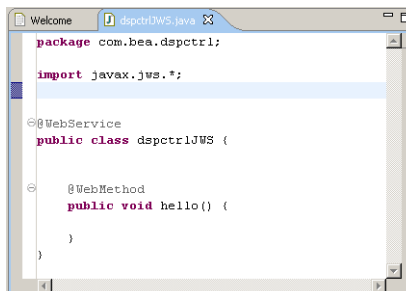 Welcome dspctrlJWS.java
package com.bea.dspctrl;
import javax.jws.*;
@WebService
public class dspctrlJWS {
@WebMethod
public void hello() {
}
}